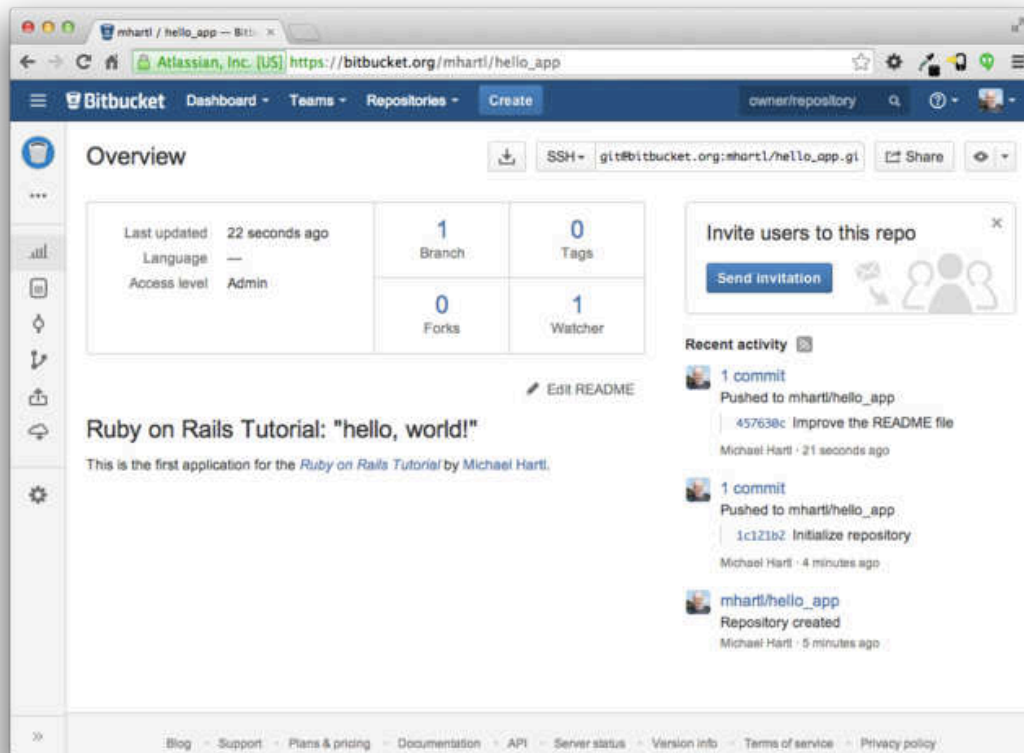 mhartl / hello_app — Bitb
Atlassian, Inc. [US] https://bitbucket.org/mhartl/hello_app
Bitbucket Dashboard Teams Repositories Create owner/repository
Overview
SSH git@bitbucket.org:mhartl/hello_app.gi Share
Last updated 22 seconds ago
Language —
Access level Admin
1
Branch
0
Tags
0
Forks
1
Watcher
Edit README
Ruby on Rails Tutorial: "hello, world!"
This is the first application for the Ruby on Rails Tutorial by Michael Hartl.
Invite users to this repo
Send invitation
Recent activity
1 commit
Pushed to mhartl/hello_app
457630c Improve the README file
Michael Hartl · 21 seconds ago
1 commit
Pushed to mhartl/hello_app
1c121b2 Initialize repository
Michael Hartl · 4 minutes ago
mhartl/hello_app
Repository created
Michael Hartl · 5 minutes ago
Blog · Support · Plans & pricing · Documentation · API · Server status · Version info · Terms of service · Privacy policy